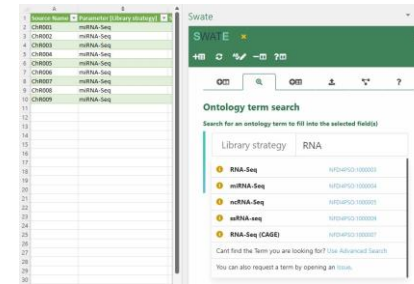 A B
1 Source Name Parameter [Library strategy]
2 ChR001 miRNA-Seq
3 ChR002 miRNA-Seq
4 ChR003 miRNA-Seq
5 ChR004 miRNA-Seq
6 ChR005 miRNA-Seq
7 ChR006 miRNA-Seq
8 ChR007 miRNA-Seq
9 ChR008 miRNA-Seq
10 ChR009 miRNA-Seq
11
12
13
14
15
16
17
18
19
20
21
22
23
24
25
26
27
28
29
30
Swate
SWATE
?
Ontology term search
Search for an ontology term to fill into the selected field(s)
Library strategy RNA
RNA-Seq
miRNA-Seq
ncRNA-Seq
ssRNA-seq
RNA-Seq (CAGE)
Cant find the Term you are looking for? Use Advanced Search
You can also request a term by opening an Issue.